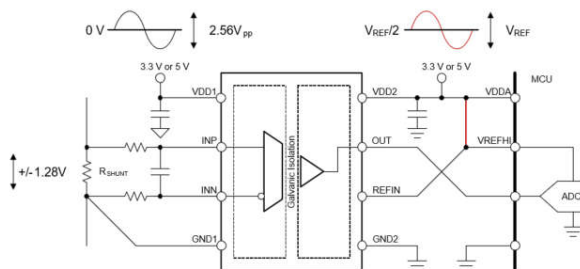 0 V
2.56Vpp
VREF/2
VREF
3.3 V or 5 V
3.3 V or 5 V
MCU
VDD1
VDD2
VDDA
INP
OUT
VREFHI
+/-1.28V
RSHUNT
Galvanic Isolation
INN
REFIN
ADC
GND1
GND2